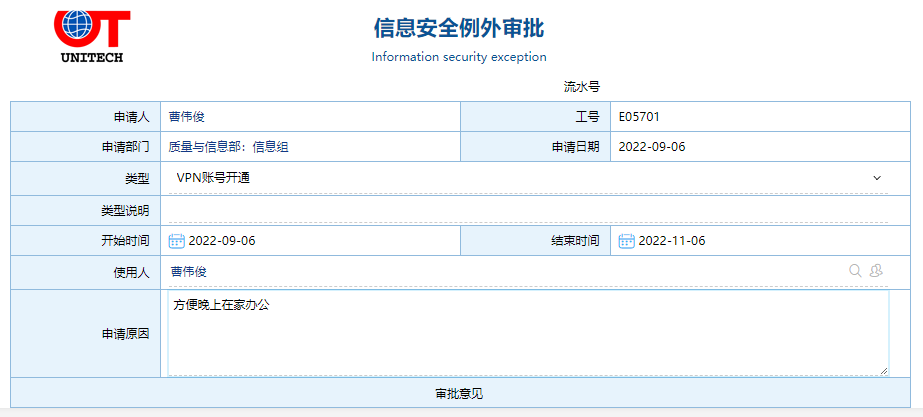 UNITECH
信息安全例外审批
Information security exception
流水号
申请人 曹伟俊 工号 E05701
申请部门 质量与信息部：信息组 申请日期 2022-09-06
类型 VPN账号开通
类型说明
开始时间 2022-09-06 结束时间 2022-11-06
使用人 曹伟俊
申请原因 方便晚上在家办公
审批意见